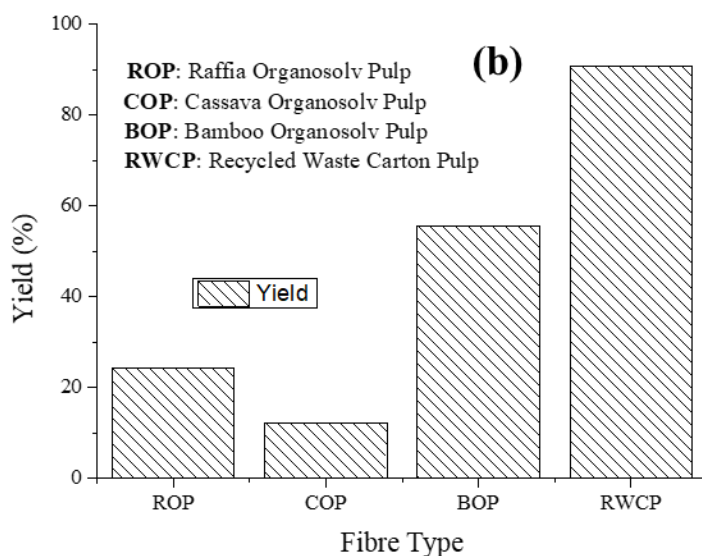 100
80
60
40
20
0
Yield (%)
(b)
ROP: Raffia Organosolv Pulp
COP: Cassava Organosolv Pulp
BOP: Bamboo Organosolv Pulp
RWCP: Recycled Waste Carton Pulp
Yield
ROP COP BOP RWCP
Fibre Type